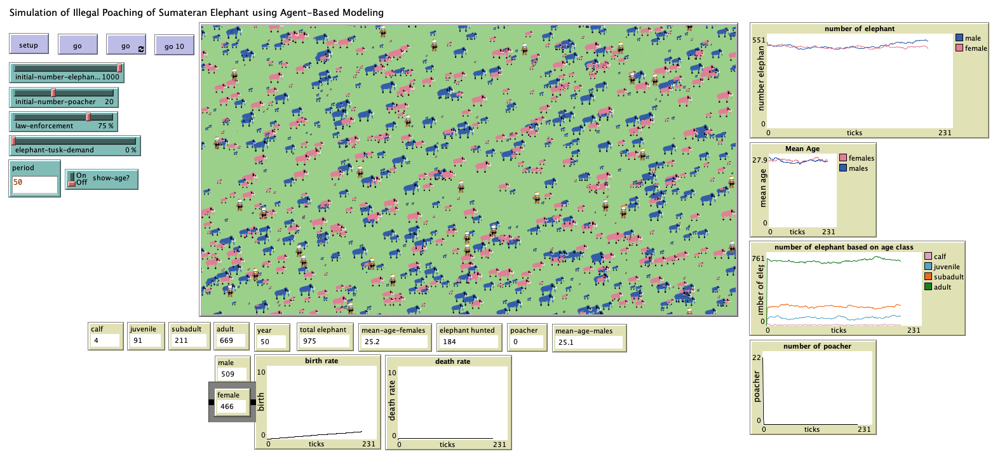 Simulation of Illegal Poaching of Sumateran Elephant using Agent-Based Modeling
setup
go
go
go 10
initial-number-elephan... 1000
initial-number-poacher 20
law-enforcement 75 %
elephant-tusk-demand 0 %
period
50
On
Off
show-age?
number of elephant
551
number elephan
0
0 ticks 231
male
female
Mean Age
27.9
mean age
0
0 ticks 231
females
males
number of elephant based on age class
761
0
0 ticks 231
calf
juvenile
subadult
adult
number of poacher
22
poacher
0
0 ticks 231
calf
4
juvenile
91
subadult
211
adult
669
year
50
total elephant
975
mean-age-females
25.2
elephant hunted
184
poacher
0
mean-age-males
25.1
male
509
female
466
birth rate
10
birth
0
0 ticks 231
death rate
10
death rate
0
0 ticks 231